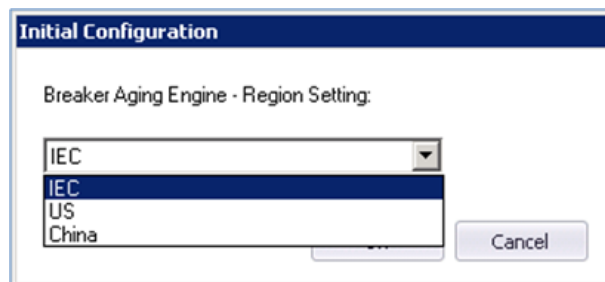 Initial Configuration
Breaker Aging Engine - Region Setting:
IEC
IEC
US
China
Cancel